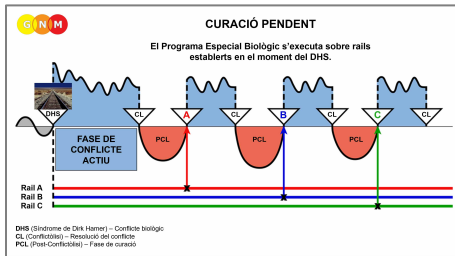 GNM
CURACIÓ PENDENT
El Programa Especial Biològic s'executa sobre rails
establerts en el moment del DHS.
DHS
CL
A
CL
B
CL
C
CL
FASE DE
CONFLICTE
ACTIU
PCL
PCL
PCL
Rail A
Rail B
Rail C
DHS (Síndrome de Dirk Hamer) – Conflicte biològic
CL (Conflictòlisi) – Resolució del conflicte
PCL (Post-Conflictòlisi) – Fase de curació